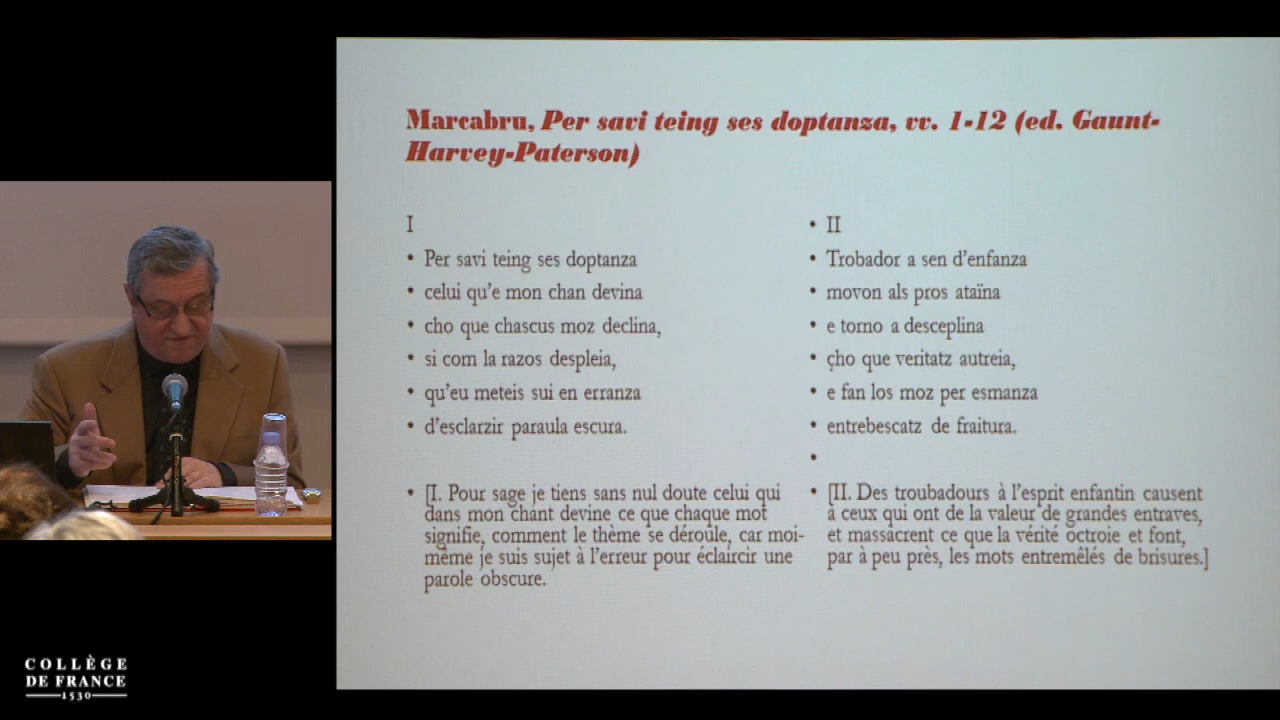 Marcabru, Per savi teing ses doptanza, vv. 1-12 (ed. Gaunt-
Harvey-Paterson)
I
• Per savi teing ses doptanza
• celui qu'e mon chan devina
• cho que chascus moz declina,
• si com la razos despleia,
• qu'eu meteis sui en erranza
• d'esclarzir paraula escura.
• [I. Pour sage je tiens sans nul doute celui qui
dans mon chant devine ce que chaque mot
signifie, comment le thème se déroule, car moi-
même je suis sujet à l'erreur pour éclaircir une
parole obscure.
• II
• Trobador a sen d'enfanza
• movon als pros ataïna
• e torno a desceplina
• çho que veritatz autreia,
• e fan los moz per esmanza
• entrebescatz de fraitura.
•
• [II. Des troubadours à l'esprit enfantin causent
à ceux qui ont de la valeur de grandes entraves,
et massacrent ce que la vérité octroie et font,
par à peu près, les mots entremêlés de brisures.]
COLLÈGE
DE FRANCE
1530